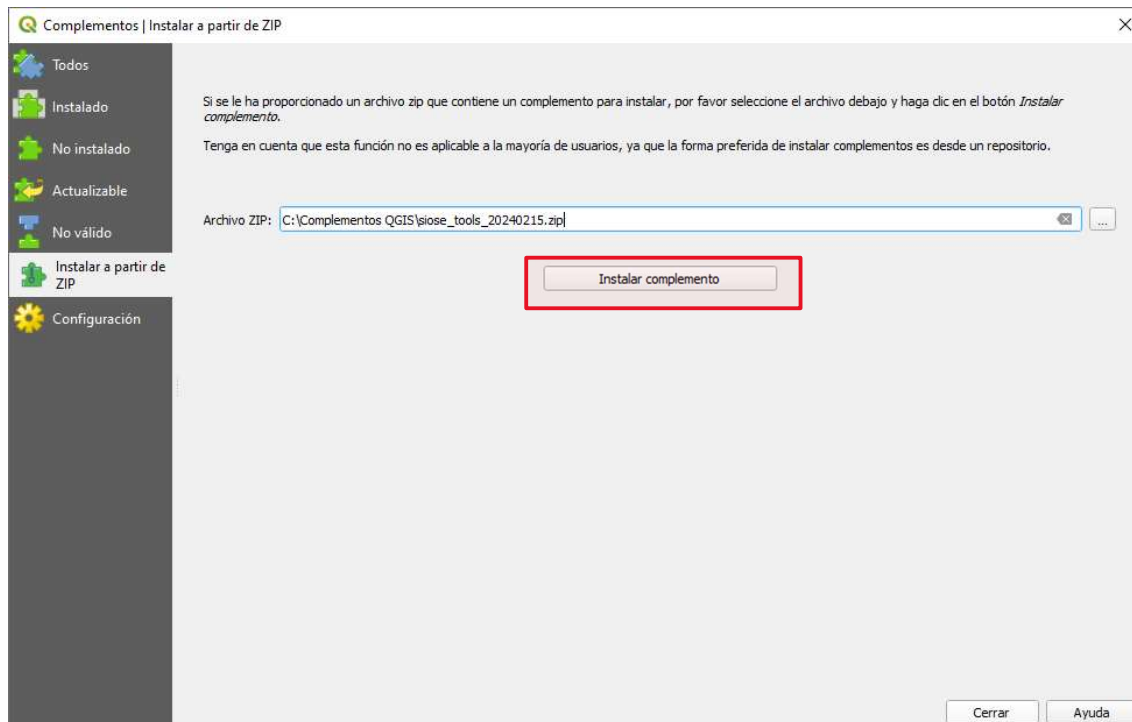 Complementos | Instalar a partir de ZIP
Todos
Instalado
No instalado
Actualizable
No válido
Instalar a partir de
ZIP
Configuración
Si se le ha proporcionado un archivo zip que contiene un complemento para instalar, por favor seleccione el archivo debajo y haga clic en el botón Instalar
complemento.
Tenga en cuenta que esta función no es aplicable a la mayoría de usuarios, ya que la forma preferida de instalar complementos es desde un repositorio.
Archivo ZIP: C:\Complementos QGIS\siose_tools_20240215.zip ...
Instalar complemento
Cerrar Ayuda